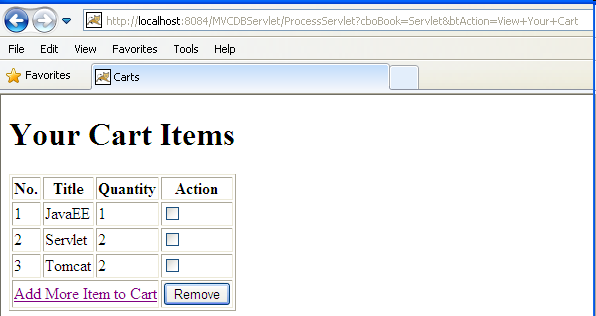 http://localhost:8084/MVCDBServlet/ProcessServlet?cboBook=Servlet&btAction=View+Your+Cart
File Edit View Favorites Tools Help
Favorites Carts
Your Cart Items
No. Title Quantity Action
1 JavaEE 1
2 Servlet 2
3 Tomcat 2
Add More Item to Cart Remove